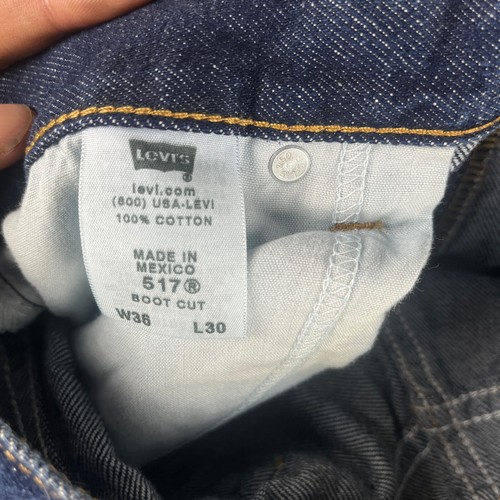 LEVI'S
®
levi.com
(800) USA-LEVI
100% COTTON
MADE IN
MEXICO
517®
BOOT CUT
W36 L30